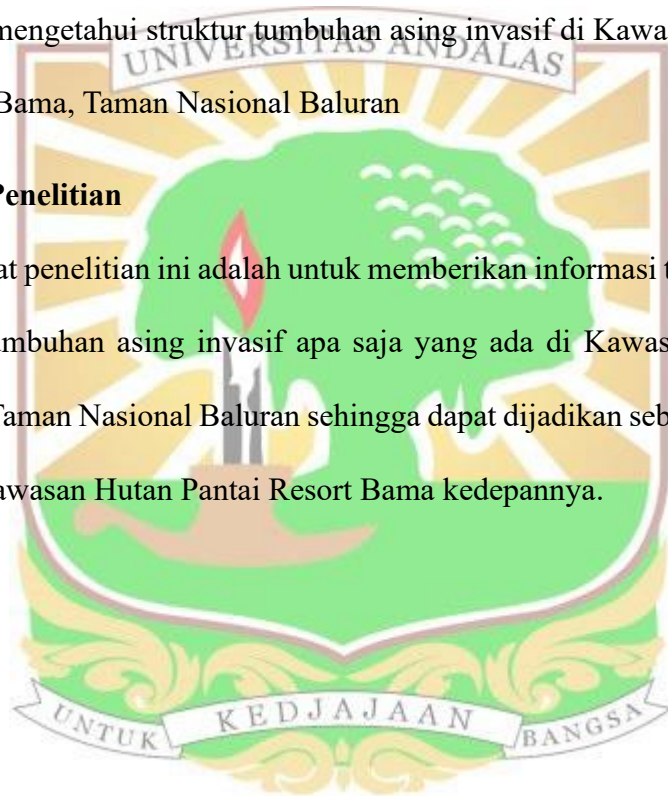 mengetahui struktur tumbuhan asing invasif di Kawa
UNIVERSITAS ANDALAS
Bama, Taman Nasional Baluran
Penelitian
at penelitian ini adalah untuk memberikan informasi t
umbuhan asing invasif apa saja yang ada di Kawas
Taman Nasional Baluran sehingga dapat dijadikan seb
awasan Hutan Pantai Resort Bama kedepannya.
UNTUK KEDJAJAAN BANGSA